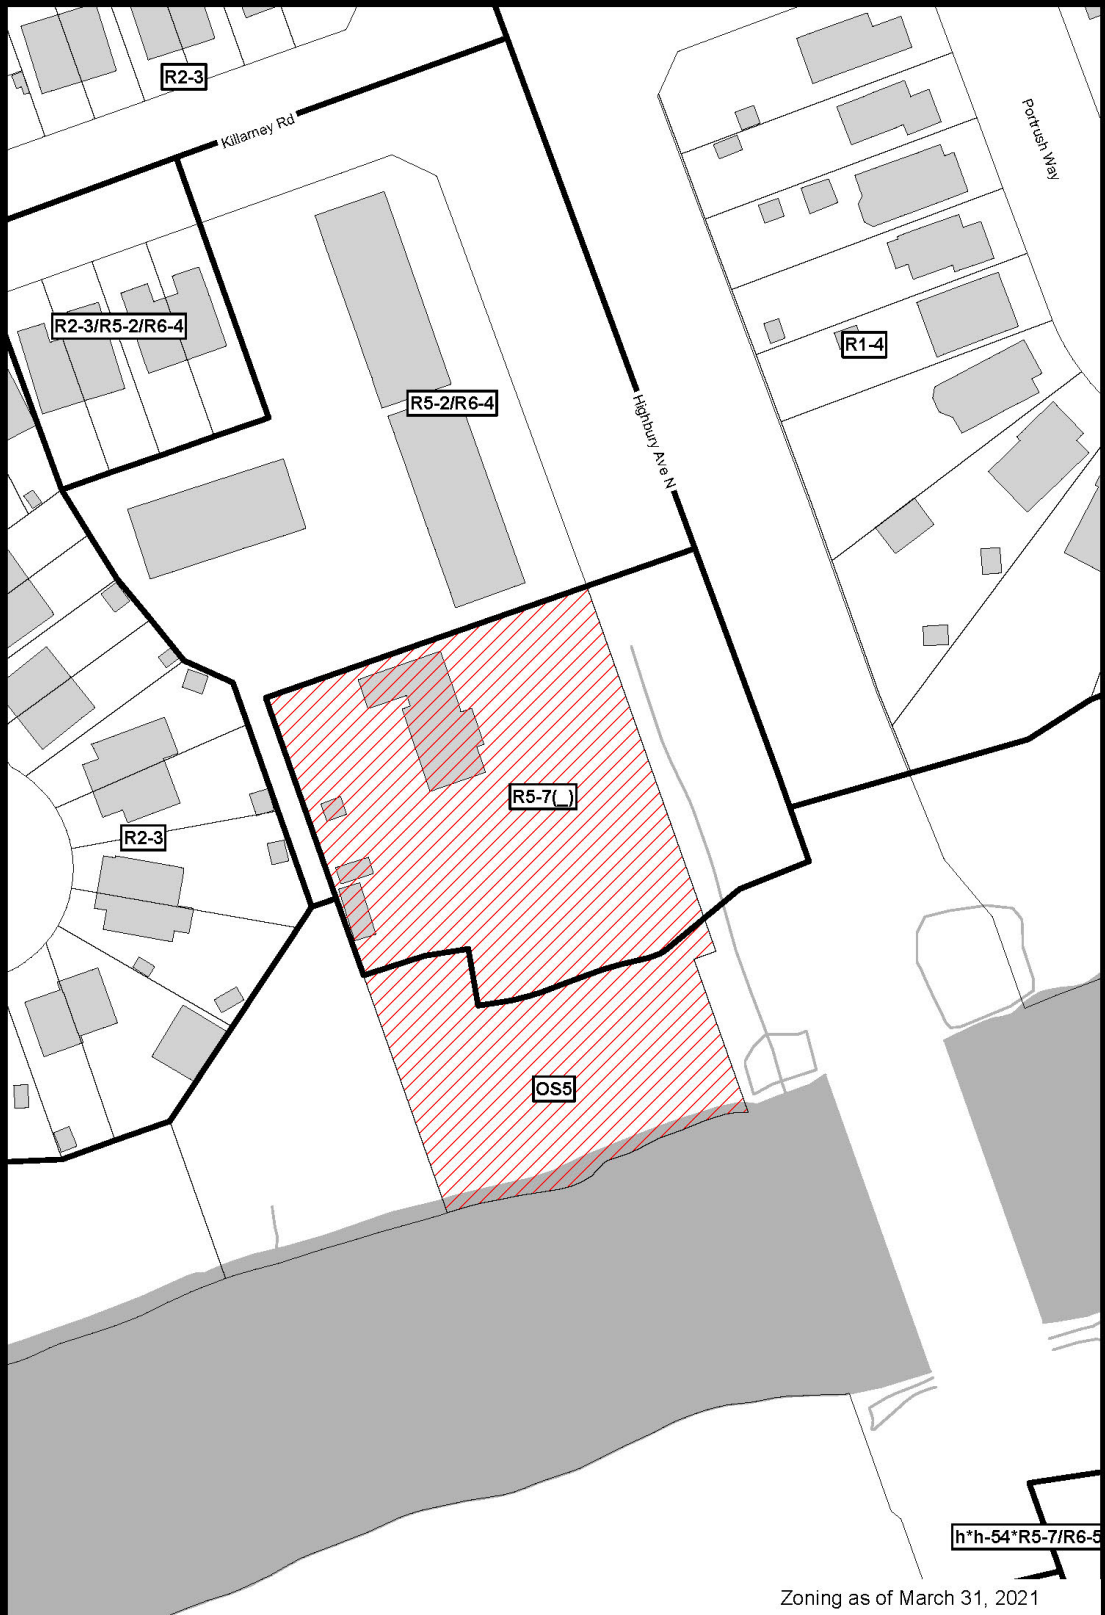 R2-3
Killarney Rd
Portrush Way
R2-3/R5-2/R6-4
R1-4
R5-2/R6-4
Highbury Ave N
R5-7(_)
R2-3
OS5
h*h-54*R5-7/R6-5
Zoning as of March 31, 2021